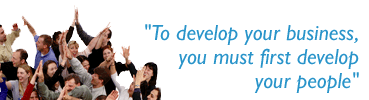 "To develop your business,
you must first develop
your people"